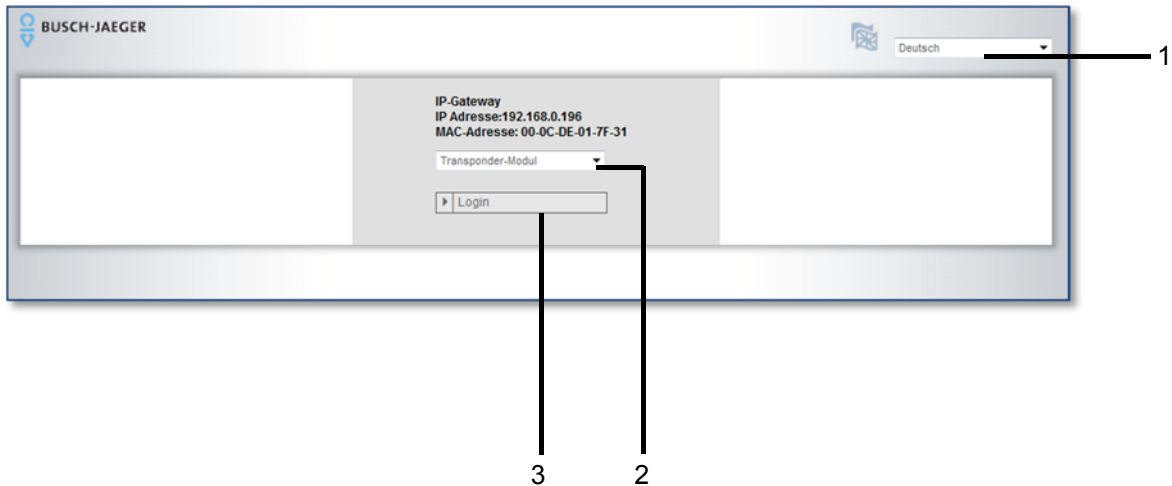 BUSCH-JAEGER
Deutsch
1
IP-Gateway
IP Adresse:192.168.0.196
MAC-Adresse: 00-0C-DE-01-7F-31
Transponder-Modul
Login
3
2